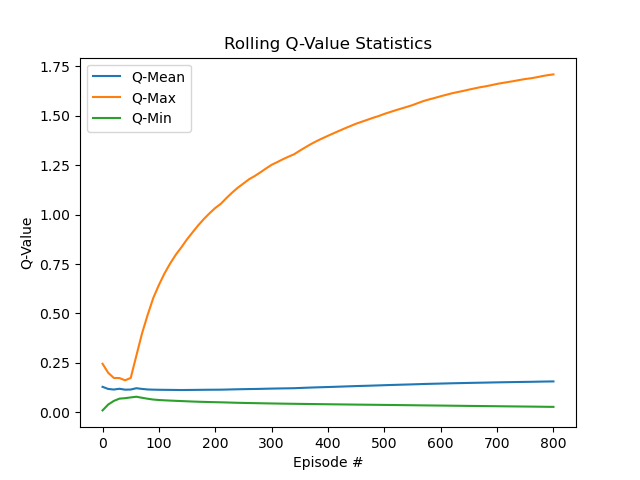 Rolling Q-Value Statistics
Q-Mean
Q-Max
Q-Min
1.75
1.50
1.25
1.00
0.75
0.50
0.25
0.00
Q-Value
0 100 200 300 400 500 600 700 800
Episode #